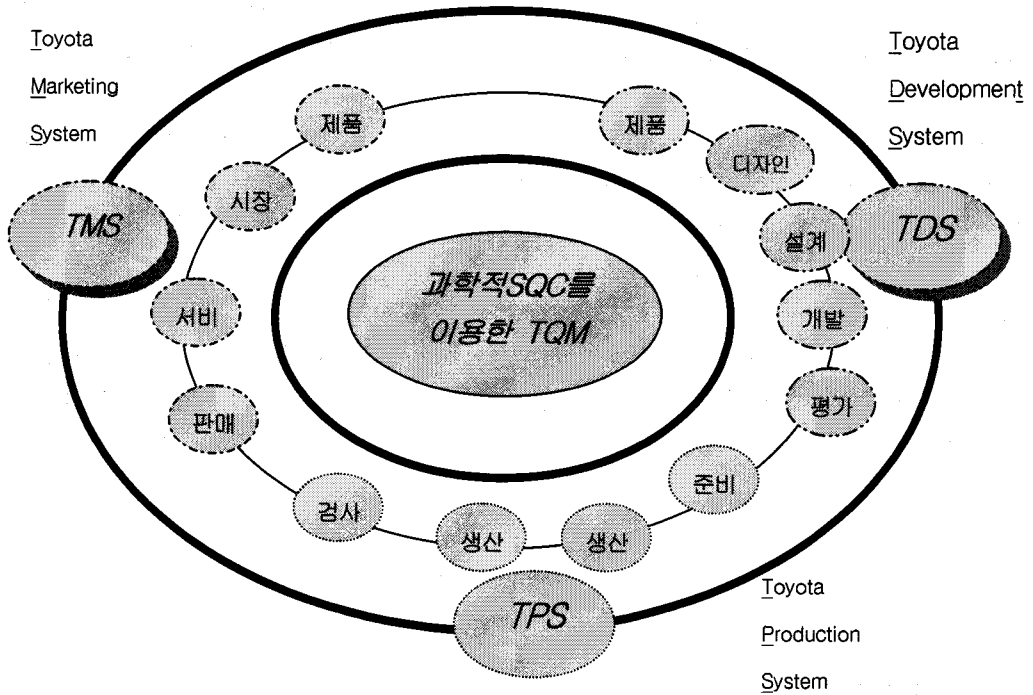 Toyota
Marketing
System
Toyota
Development
System
제품
제품
디자인
시장
TMS
설계
TDS
과학적SQC를
이용한 TQM
서비
개발
판매
평가
준비
검사
생산
생산
TPS
Toyota
Production
System